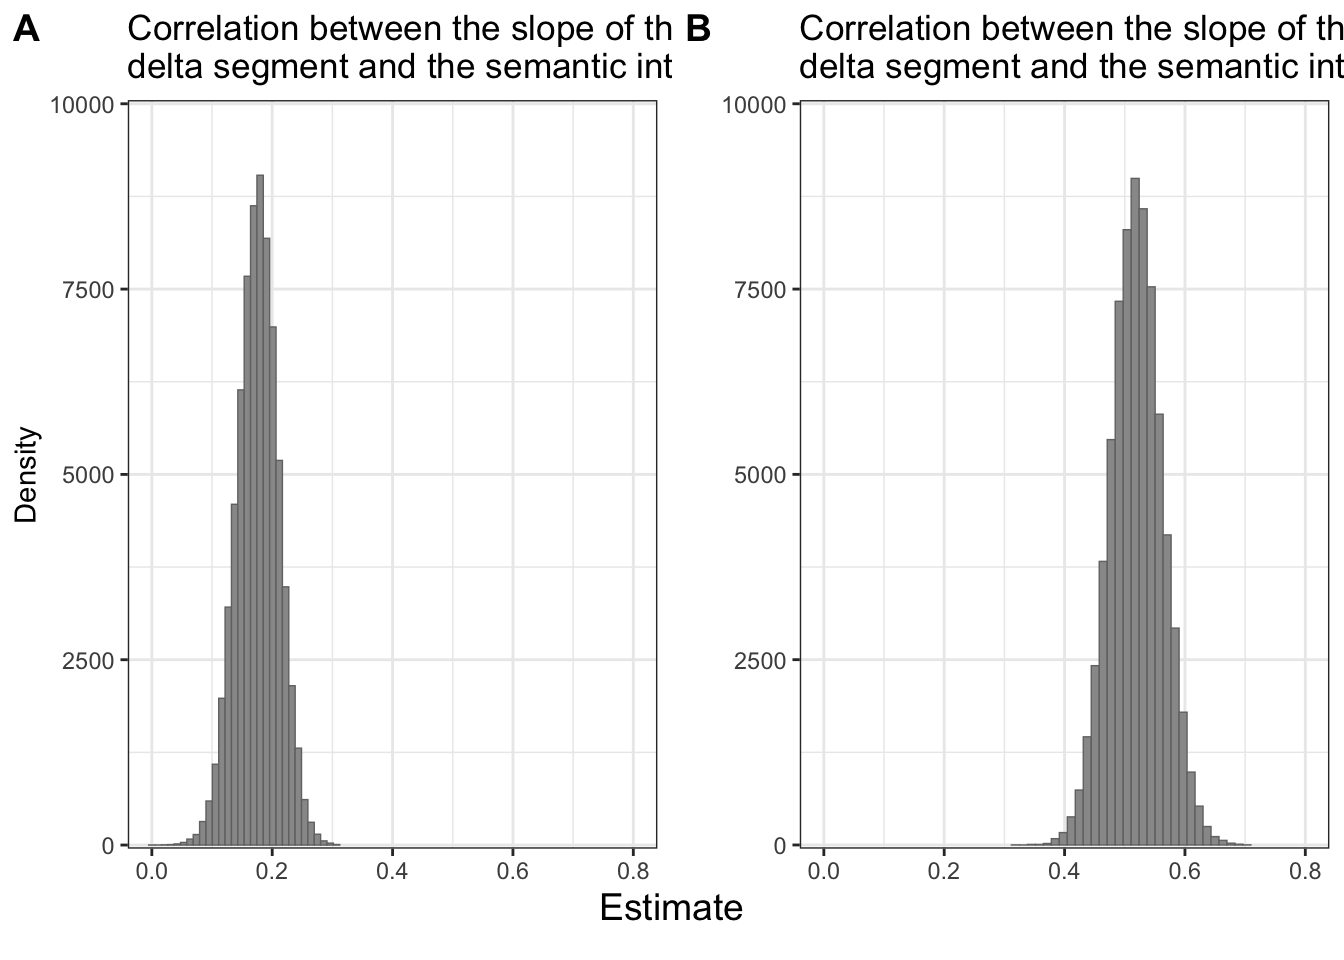 A
Correlation between the slope of th
delta segment and the semantic int
B
Correlation between the slope of th
delta segment and the semantic int
Density
10000
7500
5000
2500
0
0.0 0.2 0.4 0.6 0.8
10000
7500
5000
2500
0
0.0 0.2 0.4 0.6 0.8
Estimate